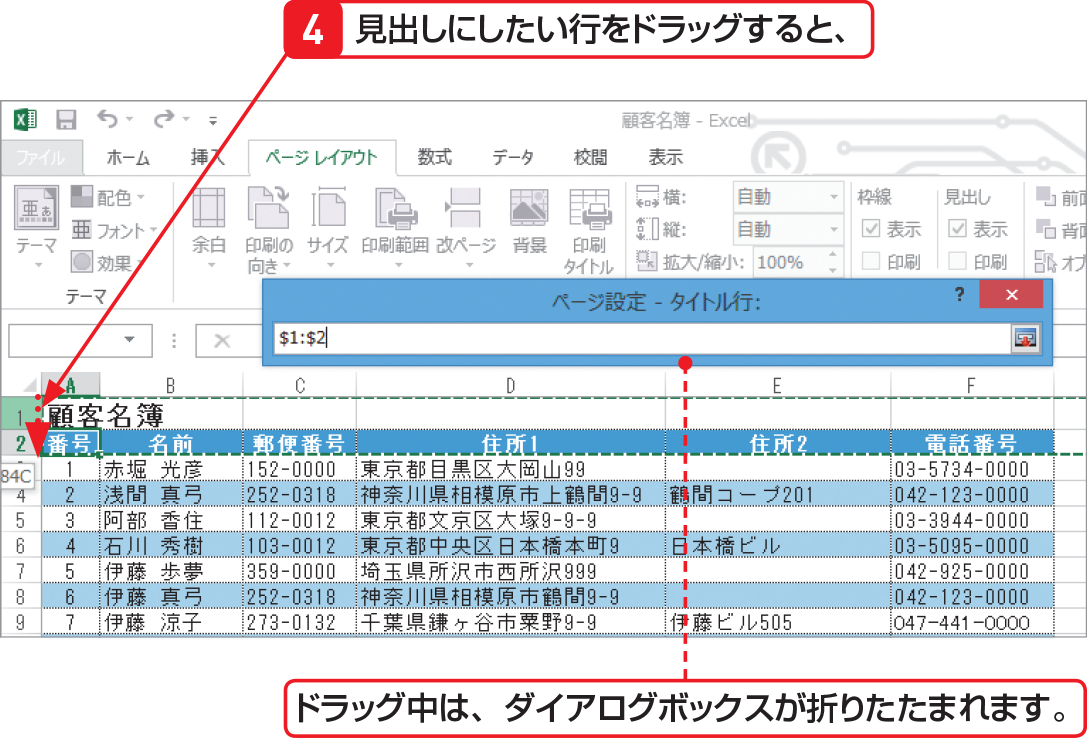 4 見出しにしたい行をドラッグすると、
顧客名簿 - Excel
ファイル ホーム 挿入 ページ レイアウト 数式 データ 校閲 表示
配色 横: 自動 枠線 見出し 前面
亜あ
亜 フォント 縦: 自動 表示 表示 背面
テーマ 余白 印刷の サイズ 印刷範囲 改ページ 背景 印刷
効果 向き タイトル 拡大/縮小: 100% 印刷 印刷 オブ
テーマ
ページ設定 - タイトル行: ? ×
$1:$2
A B C D E F
1 顧客名簿
2 番号 名前 郵便番号 住所1 住所2 電話番号
1 赤堀 光彦 152-0000 東京都目黒区大岡山99 03-5734-0000
84C
4 2 浅間 真弓 252-0318 神奈川県相模原市上鶴間9-9 鶴間コープ201 042-123-0000
5 3 阿部 香住 112-0012 東京都文京区大塚9-9-9 03-3944-0000
6 4 石川 秀樹 103-0012 東京都中央区日本橋本町9 日本橋ビル 03-5095-0000
7 5 伊藤 歩夢 359-0000 埼玉県所沢市西所沢999 042-925-0000
8 6 伊藤 真弓 252-0318 神奈川県相模原市鶴間9-9 042-123-0000
9 7 伊藤 涼子 273-0132 千葉県鎌ヶ谷市粟野9-9 伊藤ビル505 047-441-0000
ドラッグ中は、ダイアログボックスが折りたたまれます。